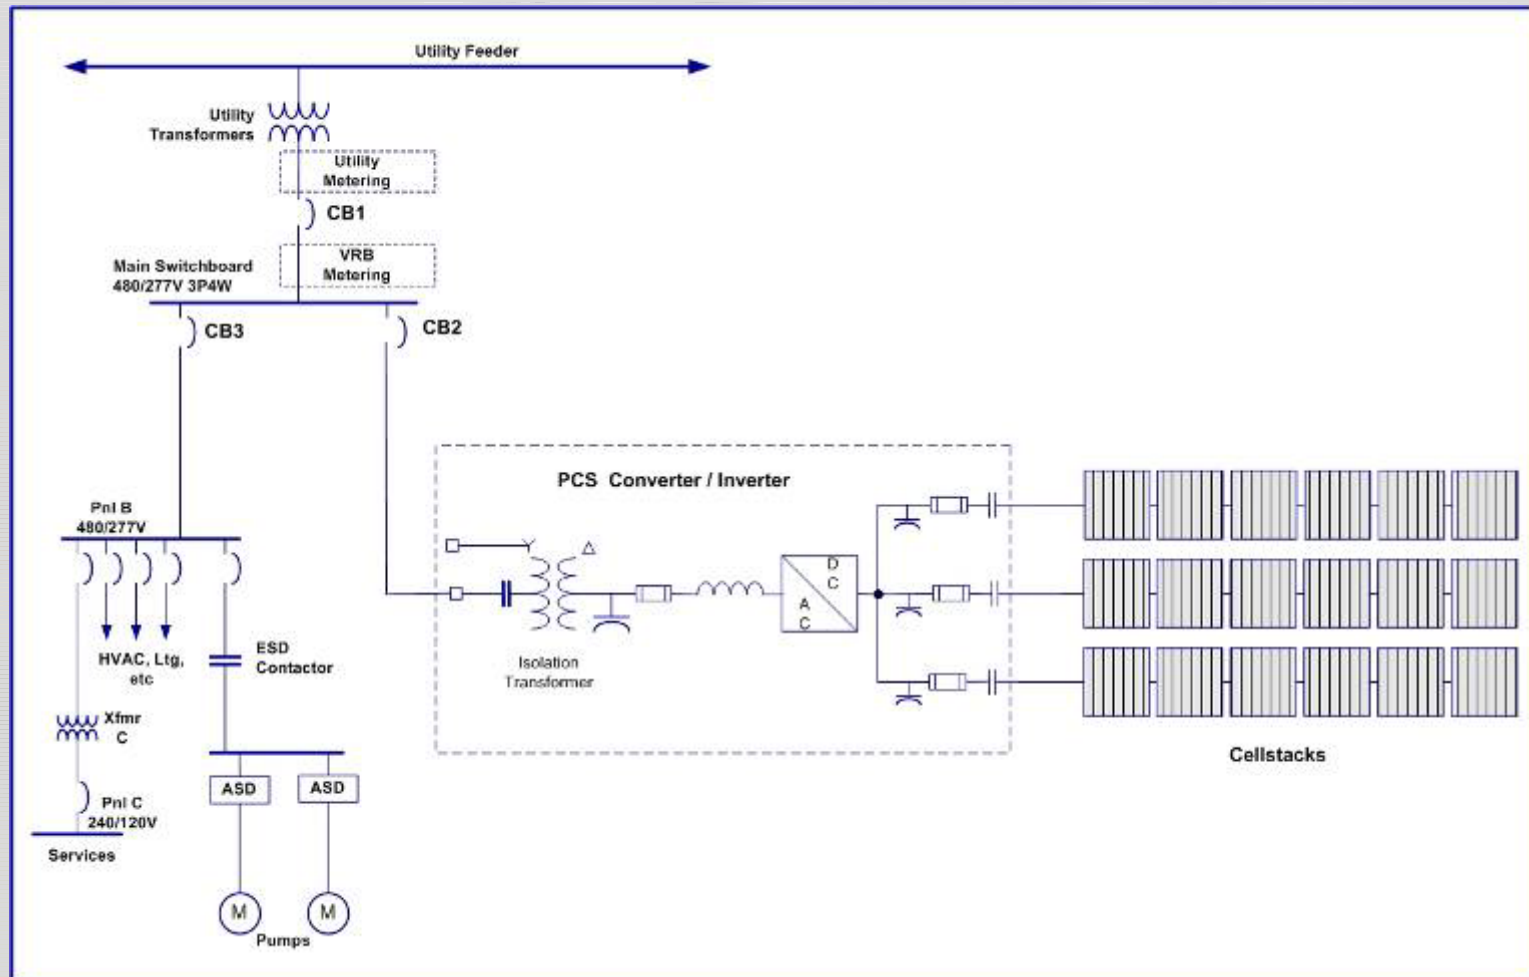 Utility Feeder
Utility
Transformers
Utility
Metering
CB1
VRB
Metering
Main Switchboard
480/277V 3P4W
CB3
CB2
PCS Converter / Inverter
Pnl B
480/277V
D
C
A
C
HVAC, Ltg,
etc
ESD
Contactor
Isolation
Transformer
Xfmr
C
Cellstacks
ASD
ASD
Pnl C
240/120V
Services
M
M
Pumps